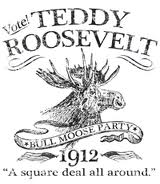 Vote!
TEDDY
ROOSEVELT
BULL MOOSE PARTY
1912
"A square deal all around."